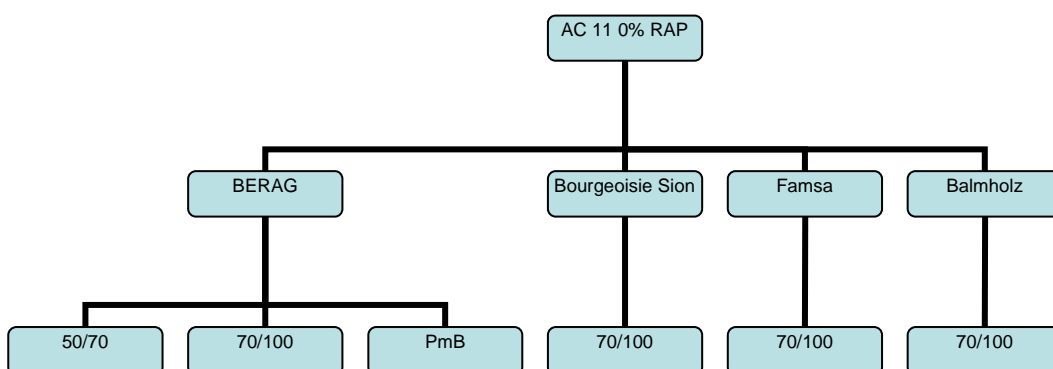 AC 11 0% RAP
BERAG
Bourgeoisie Sion
Famsa
Balmholz
50/70
70/100
PmB
70/100
70/100
70/100